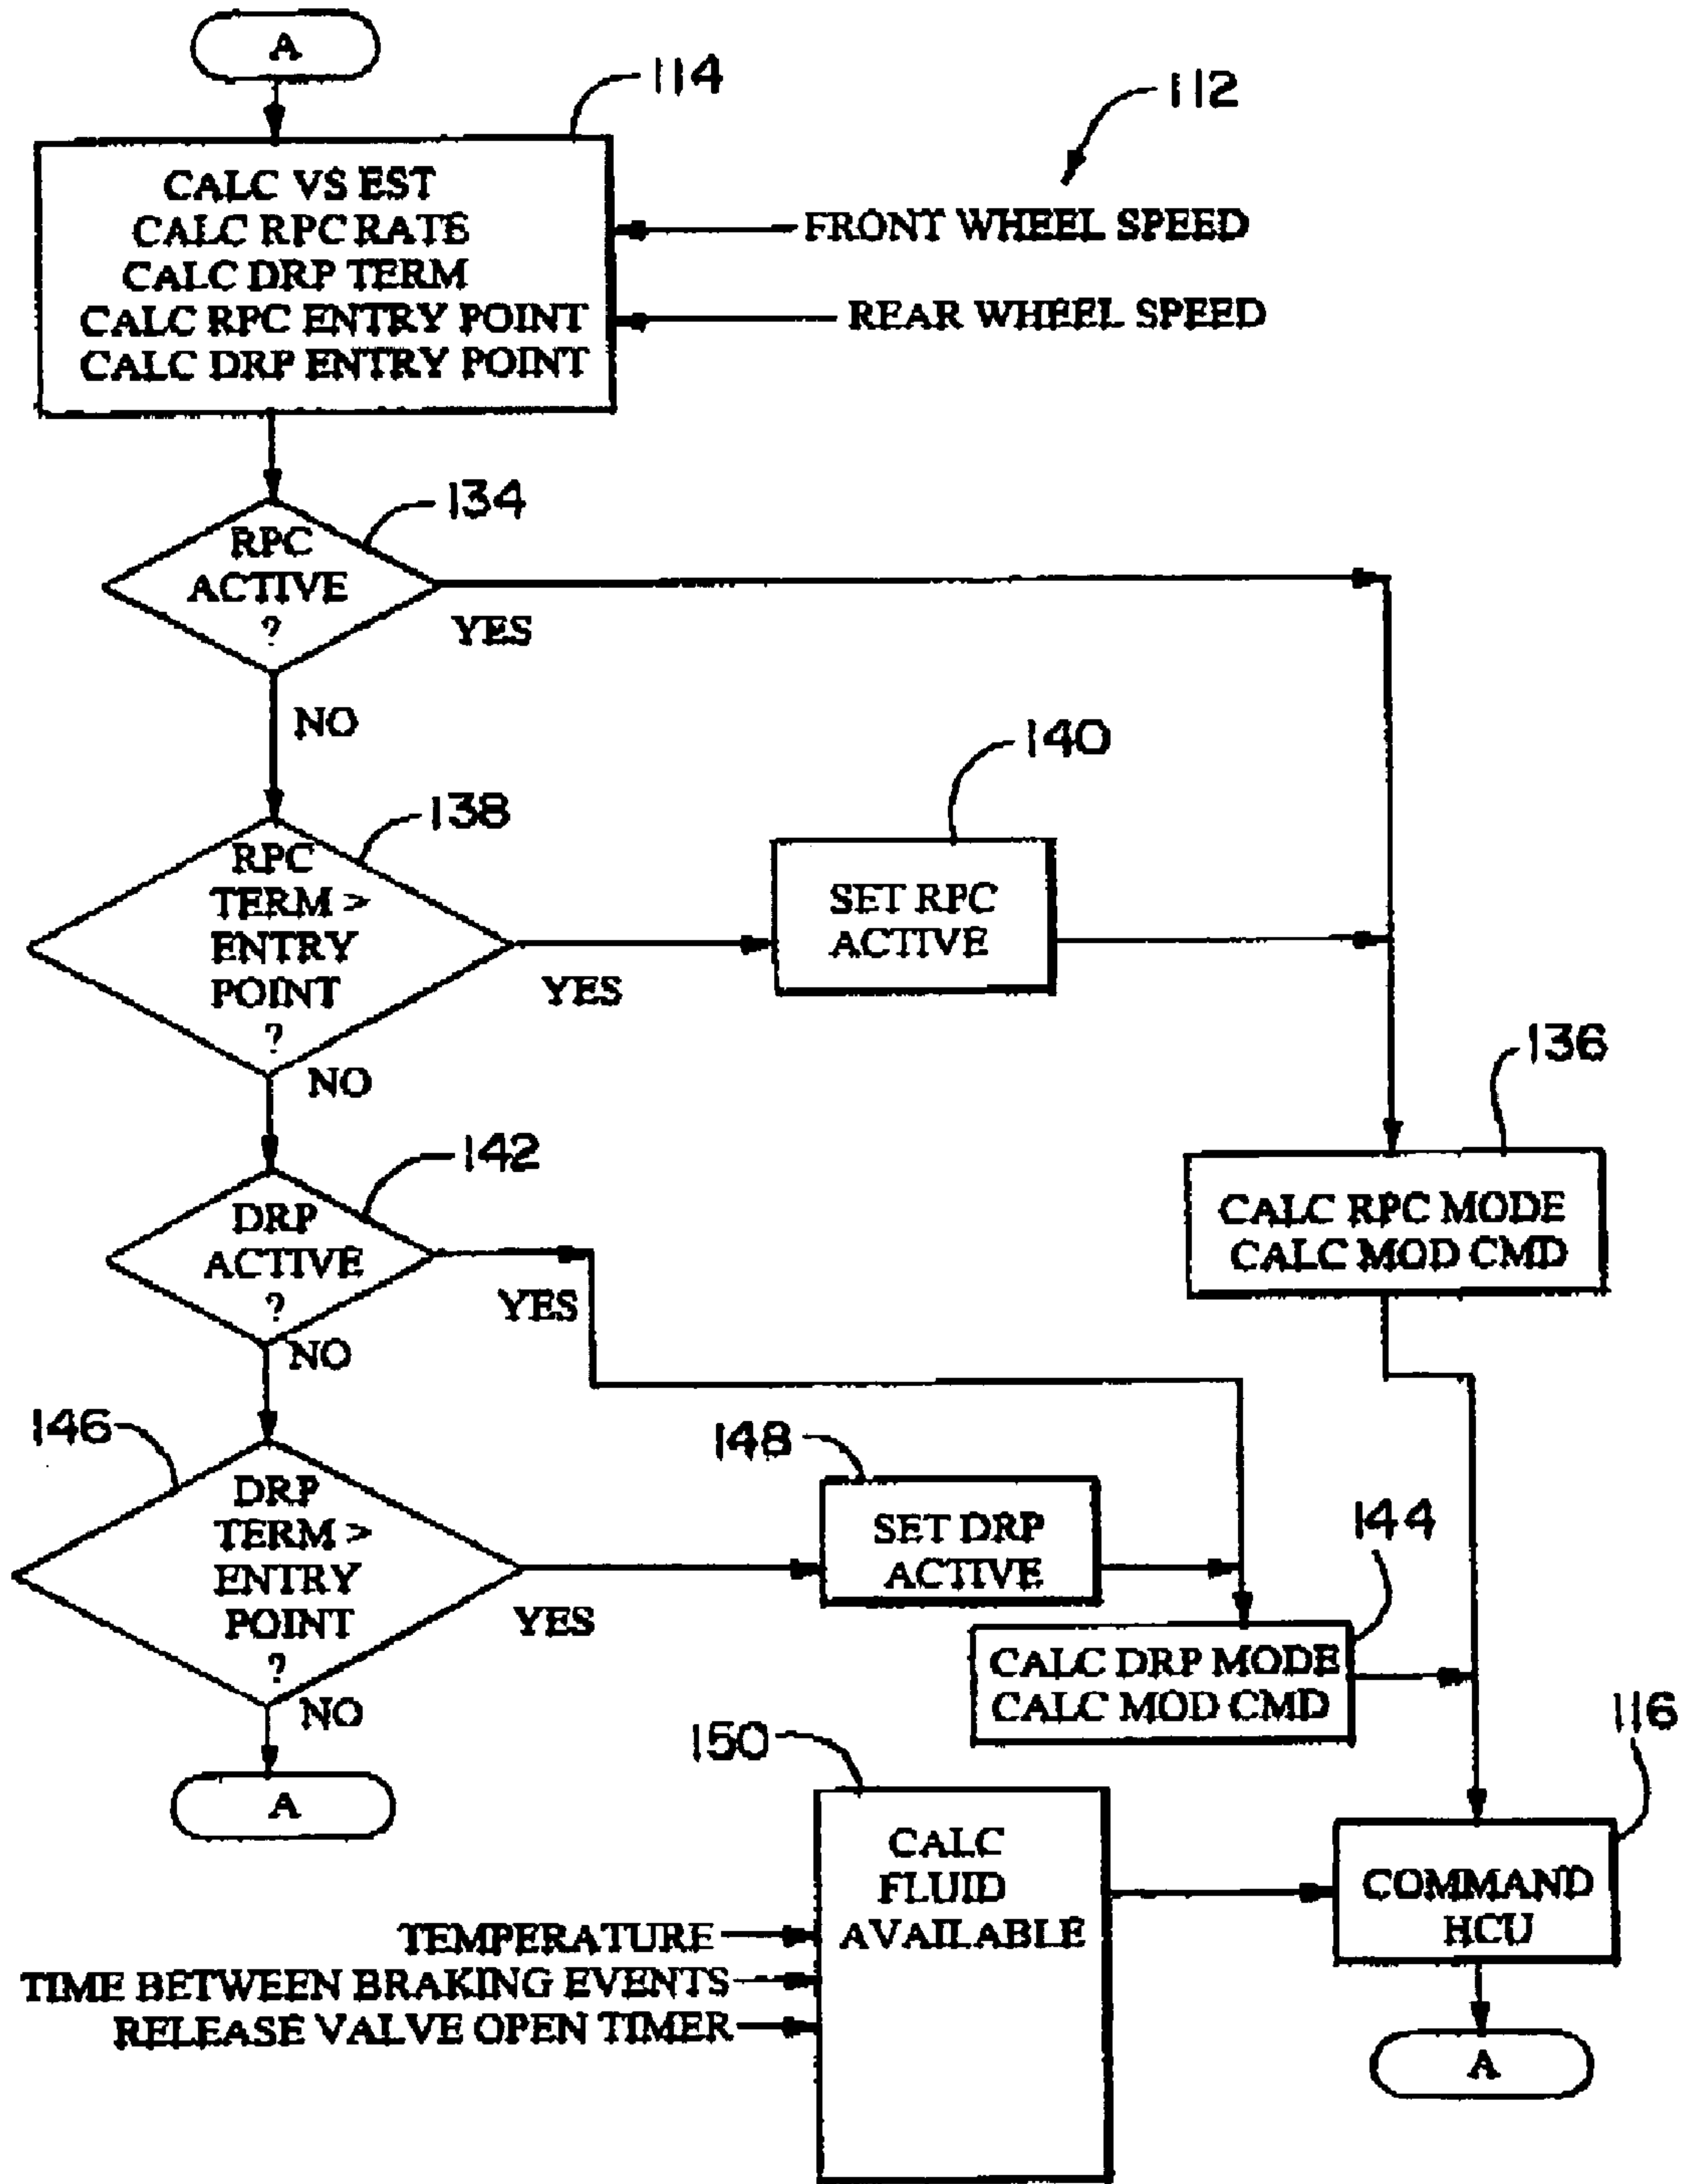 A
114
112
CALC VS EST
CALC RPC RATE
CALC DRP TERM
CALC RPC ENTRY POINT
CALC DRP ENTRY POINT
FRONT WHEEL SPEED
REAR WHEEL SPEED
134
RPC
ACTIVE
?
YES
NO
138
RPC
TERM >
ENTRY
POINT
?
YES
NO
140
SET RPC
ACTIVE
136
CALC RPC MODE
CALC MOD CMD
142
DRP
ACTIVE
?
YES
NO
146
DRP
TERM >
ENTRY
POINT
?
YES
NO
148
SET DRP
ACTIVE
144
CALC DRP MODE
CALC MOD CMD
A
150
CALC
FLUID
AVAILABLE
TEMPERATURE
TIME BETWEEN BRAKING EVENTS
RELEASE VALVE OPEN TIMER
116
COMMAND
HCU
A